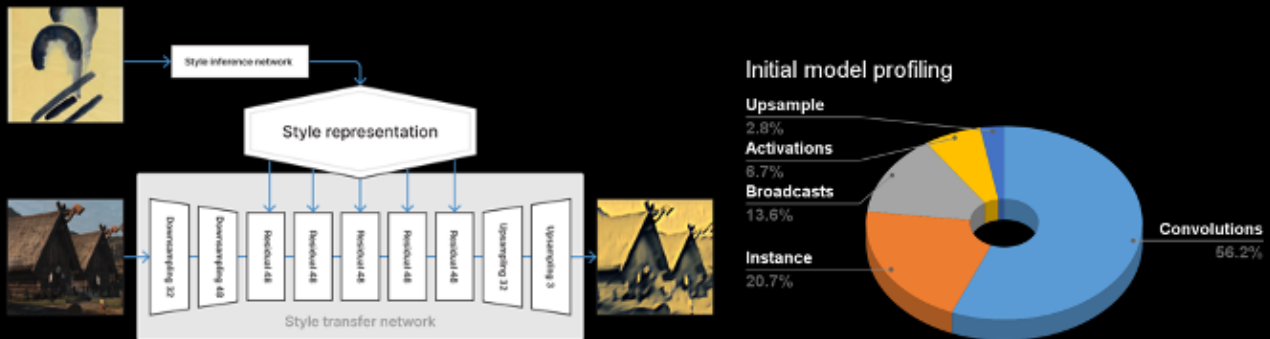 Style inference network
Style representation
Downsampling 32
Downsampling 48
Residual 48
Residual 48
Residual 48
Residual 48
Residual 48
Upsampling 32
Upsampling 3
Style transfer network
Initial model profiling
Upsample
2.8%
Activations
6.7%
Broadcasts
13.6%
Instance
20.7%
Convolutions
56.2%